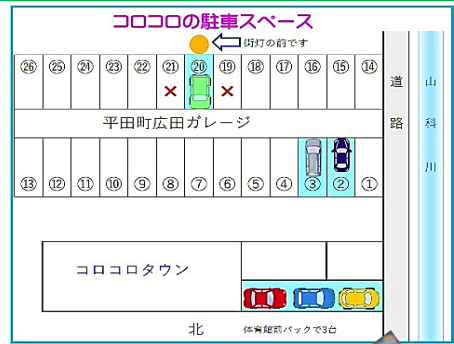 コロコロの駐車スペース
街灯の前です
㉖ ㉕ ㉔ ㉓ ㉒ ㉑ ⑳ ⑲ ⑱ ⑰ ⑯ ⑮ ⑭
× ×
平田町広田ガレージ
⑬ ⑫ ⑪ ⑩ ⑨ ⑧ ⑦ ⑥ ⑤ ④ ③ ② ①
道路
山科川
コロコロタウン
北
体育館前バックで3台